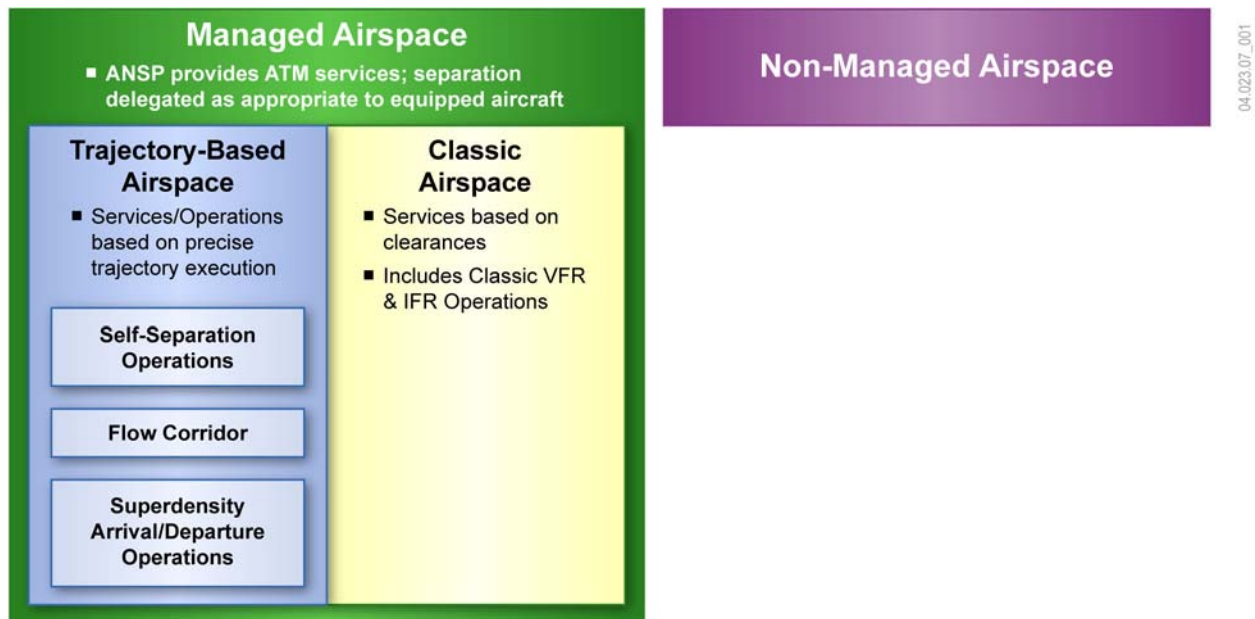 Managed Airspace
■ ANSP provides ATM services; separation
delegated as appropriate to equipped aircraft
Trajectory-Based
Airspace
■ Services/Operations
based on precise
trajectory execution
Self-Separation
Operations
Flow Corridor
Superdensity
Arrival/Departure
Operations
Classic
Airspace
■ Services based on
clearances
■ Includes Classic VFR
& IFR Operations
Non-Managed Airspace
04.023.07_001